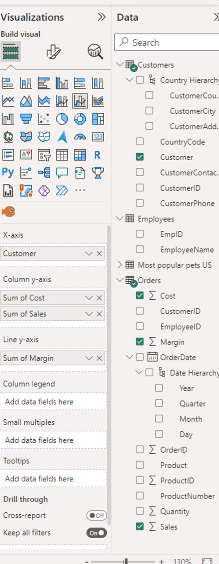 Visualizations
Build visual
123
R
Py
X-axis
Customer
Column y-axis
Sum of Cost
Sum of Sales
Line y-axis
Sum of Margin
Column legend
Add data fields here
Small multiples
Add data fields here
Tooltips
Add data fields here
Drill through
Cross-report
Off
Keep all filters
On
Data
Search
Customers
Country Hierarchy
CustomerCou...
CustomerCity
CustomerAdd...
CountryCode
Customer
CustomerContac...
CustomerID
CustomerPhone
Employees
EmpID
EmployeeName
Most popular pets US
Orders
Cost
CustomerID
EmployeeID
Margin
OrderDate
Date Hierarchy
Year
Quarter
Month
Day
OrderID
Product
ProductID
ProductNumber
Quantity
Sales
130%